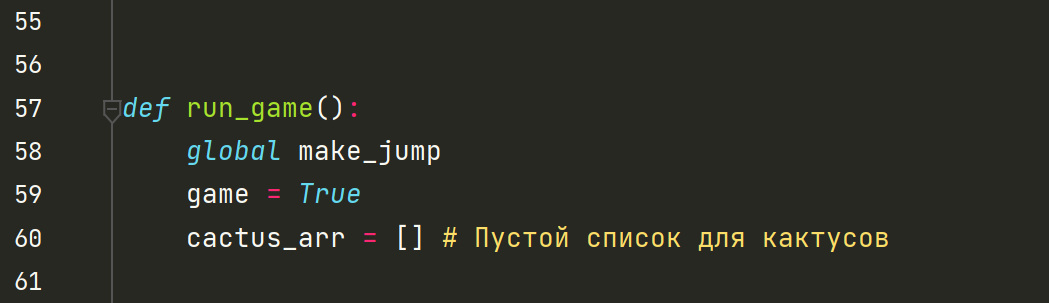 55
56
57 def run_game():
58 global make_jump
59 game = True
60 cactus_arr = [] # Пустой список для кактусов
61